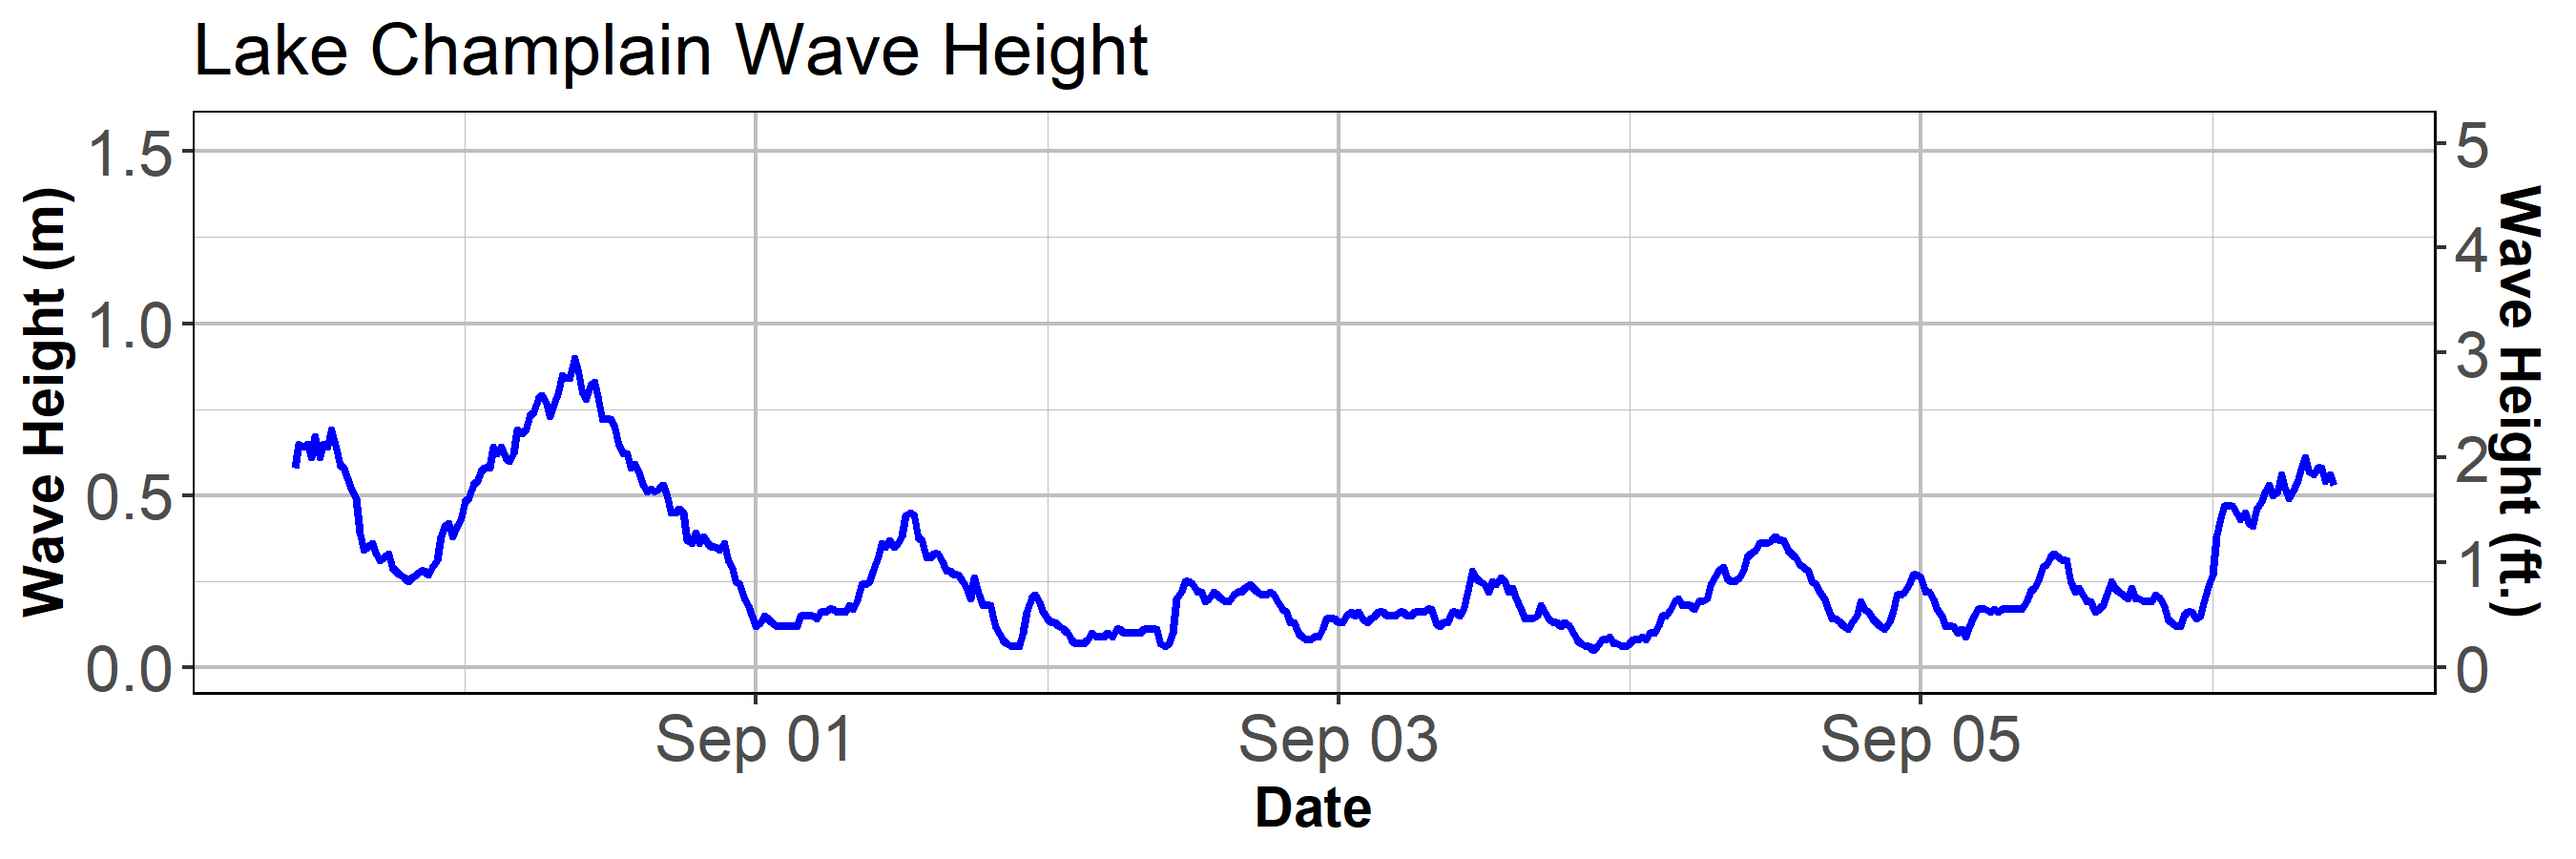 Lake Champlain Wave Height
Wave Height (m)
1.5
1.0
0.5
0.0
5
4
3
2
1
0
Wave Height (ft.)
Sep 01 Sep 03 Sep 05
Date